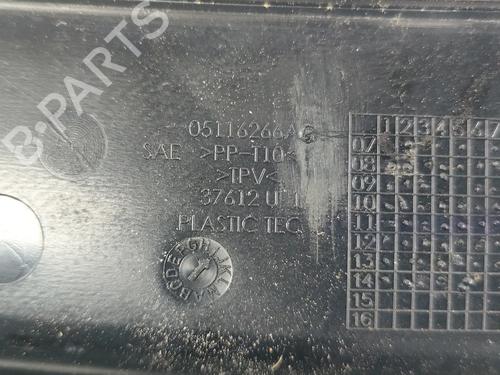 B-PARTS
05116266AC
SAE >PP-T10<
>TPV<
37612 U
PLASTIC TEC
ABCDEFGHIJKLM
1 2 3 4 5 6 7
07
08
09
10
11
12
13
14
15
16